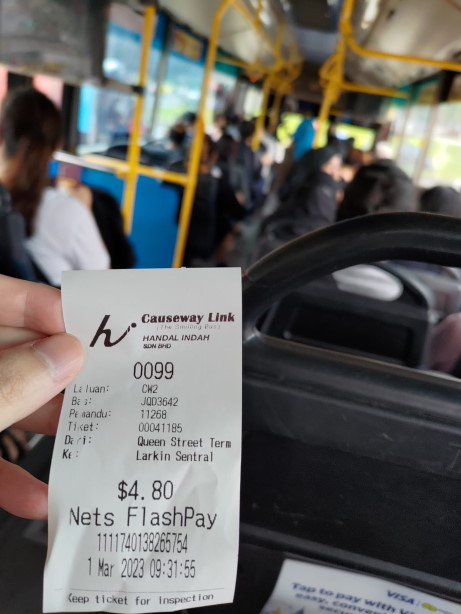 Causeway Link
(The Smiling Bus)
HANDAL INDAH
SDN BHD
0099
Laluan: CW2
Bas: JQD3642
Pemandu: 11268
Tiket: 00041185
Dari: Queen Street Term
Ke: Larkin Sentral
$4.80
Nets FlashPay
1111740138265754
1 Mar 2023 09:31:55
Keep ticket for inspection
Tap to pay with
VISA
easy, convenient